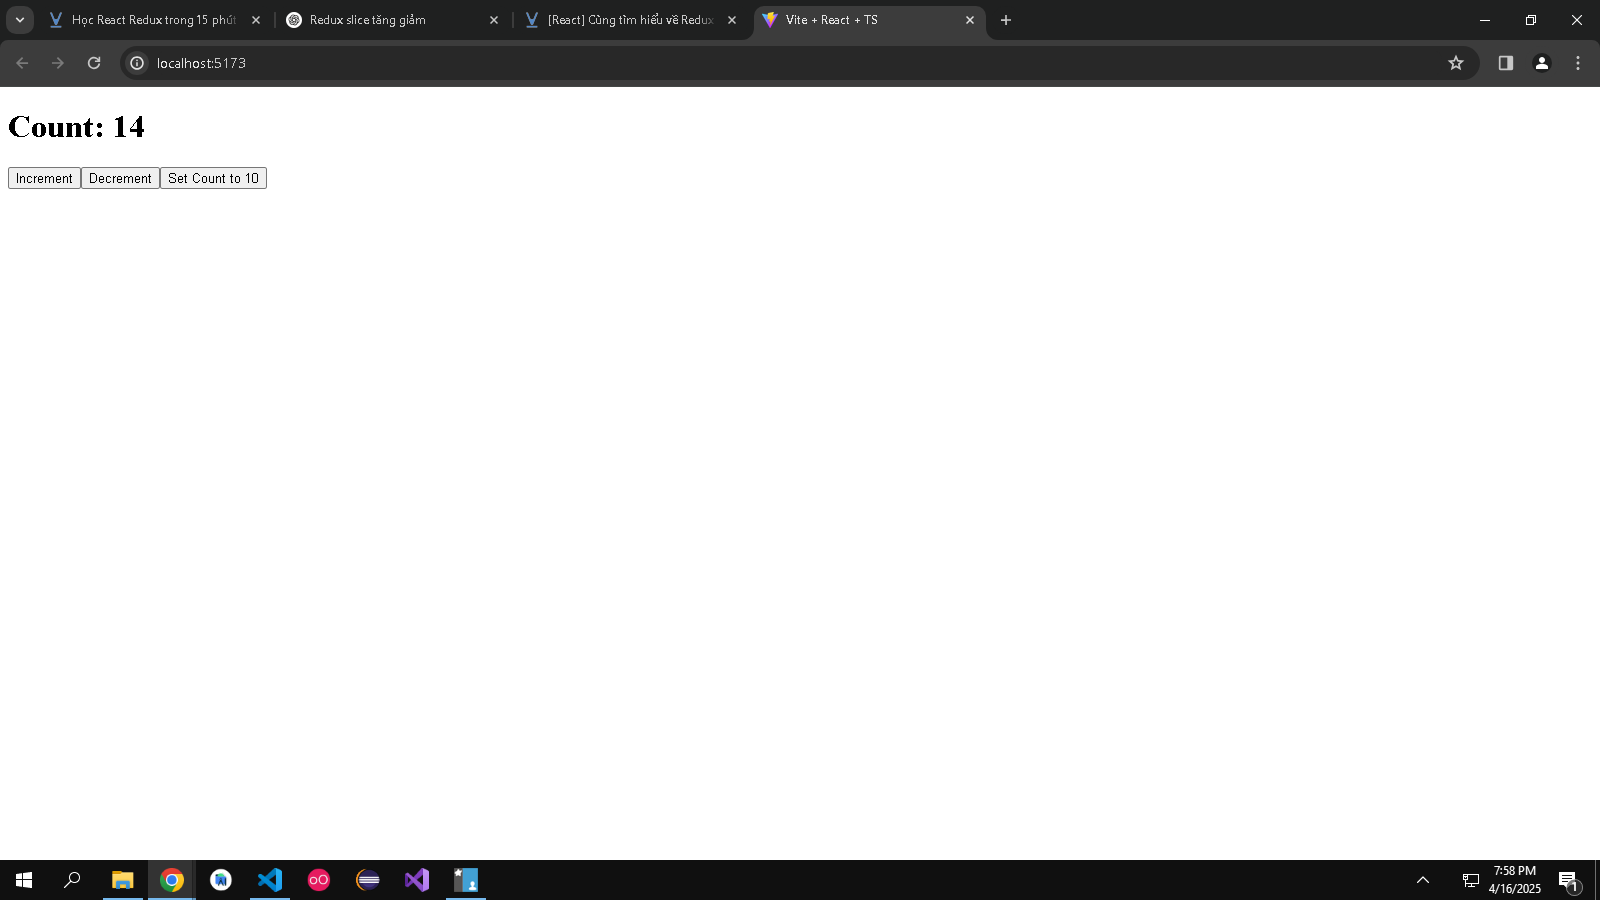 Học React Redux trong 15 phút
Redux slice tăng giảm
[React] Cùng tìm hiểu về Redux
Vite + React + TS
localhost:5173
Count: 14
Increment
Decrement
Set Count to 10
7:58 PM
4/16/2025
1